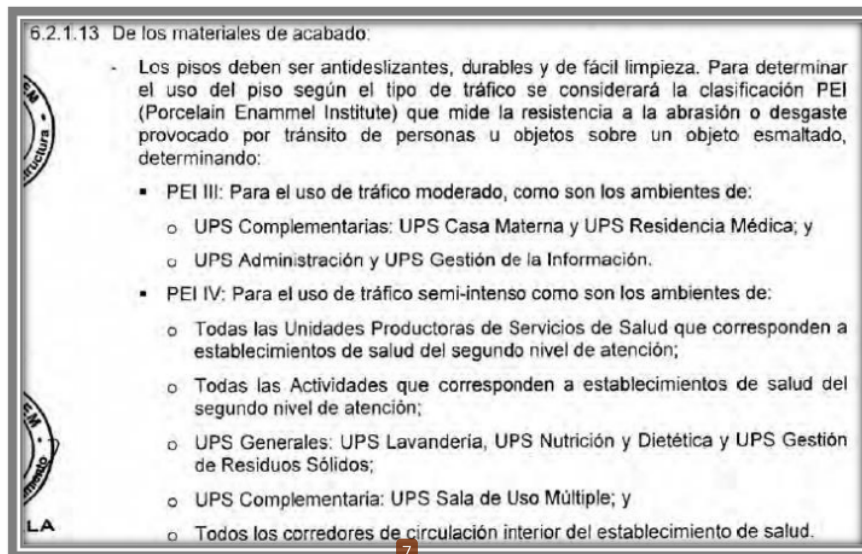 6.2.1.13 De los materiales de acabado:
- Los pisos deben ser antideslizantes, durables y de fácil limpieza. Para determinar
el uso del piso según el tipo de tráfico se considerará la clasificación PEI
(Porcelain Enammel Institute) que mide la resistencia a la abrasión o desgaste
provocado por tránsito de personas u objetos sobre un objeto esmaltado,
determinando:
▪ PEI III: Para el uso de tráfico moderado, como son los ambientes de:
o UPS Complementarias: UPS Casa Materna y UPS Residencia Médica; y
o UPS Administración y UPS Gestión de la Información.
▪ PEI IV: Para el uso de tráfico semi-intenso como son los ambientes de:
o Todas las Unidades Productoras de Servicios de Salud que corresponden a
establecimientos de salud del segundo nivel de atención;
o Todas las Actividades que corresponden a establecimientos de salud del
segundo nivel de atención;
o UPS Generales: UPS Lavandería, UPS Nutrición y Dietética y UPS Gestión
de Residuos Sólidos;
o UPS Complementaria: UPS Sala de Uso Múltiple; y
LA
o Todos los corredores de circulación interior del establecimiento de salud.
7